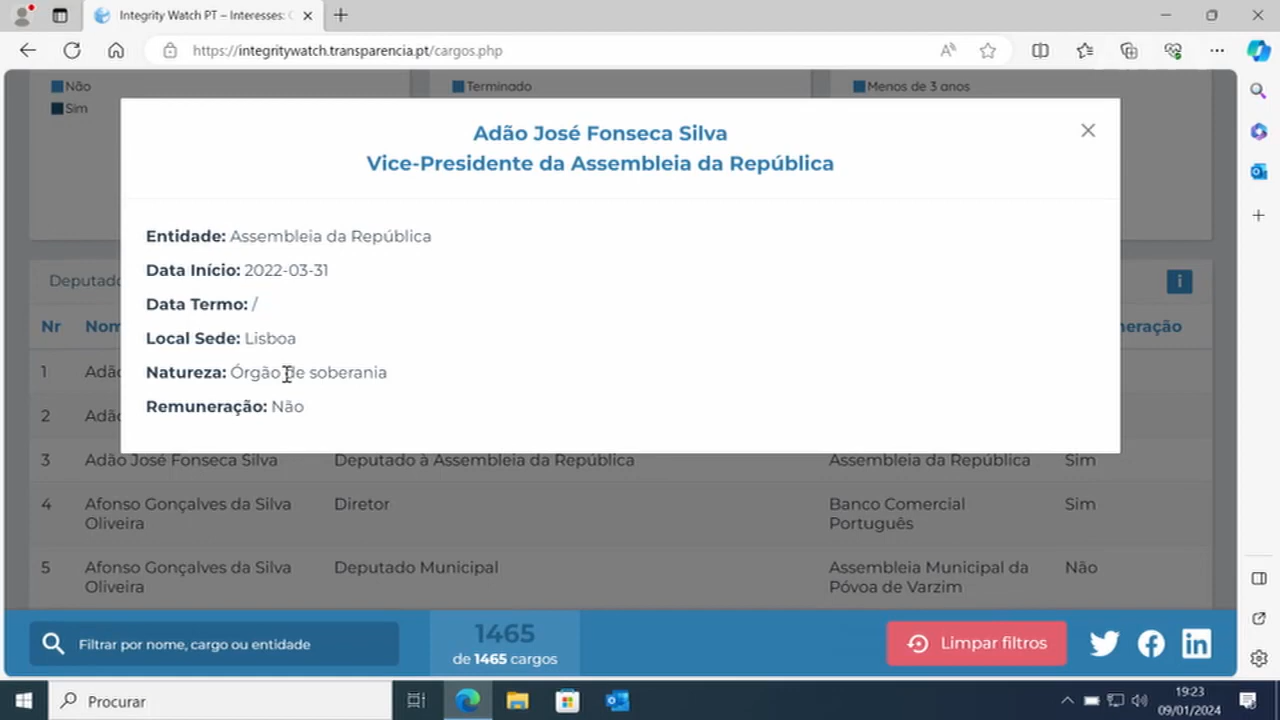 Integrity Watch PT – Interesses: C
https://integritywatch.transparencia.pt/cargos.php
Não
Sim
Terminado
Menos de 3 anos
Adão José Fonseca Silva
Vice-Presidente da Assembleia da República
Entidade: Assembleia da República
Data Início: 2022-03-31
Data Termo: /
Local Sede: Lisboa
Natureza: Órgão de soberania
Remuneração: Não
Deputado
i
Nr Nom neração
1 Adão
2 Adão
3 Adão José Fonseca Silva Deputado à Assembleia da República Assembleia da República Sim
4 Afonso Gonçalves da Silva Diretor Banco Comercial Sim
Oliveira Português
5 Afonso Gonçalves da Silva Deputado Municipal Assembleia Municipal da Não
Oliveira Póvoa de Varzim
Filtrar por nome, cargo ou entidade
1465
de 1465 cargos
Limpar filtros
Procurar
19:23
09/01/2024